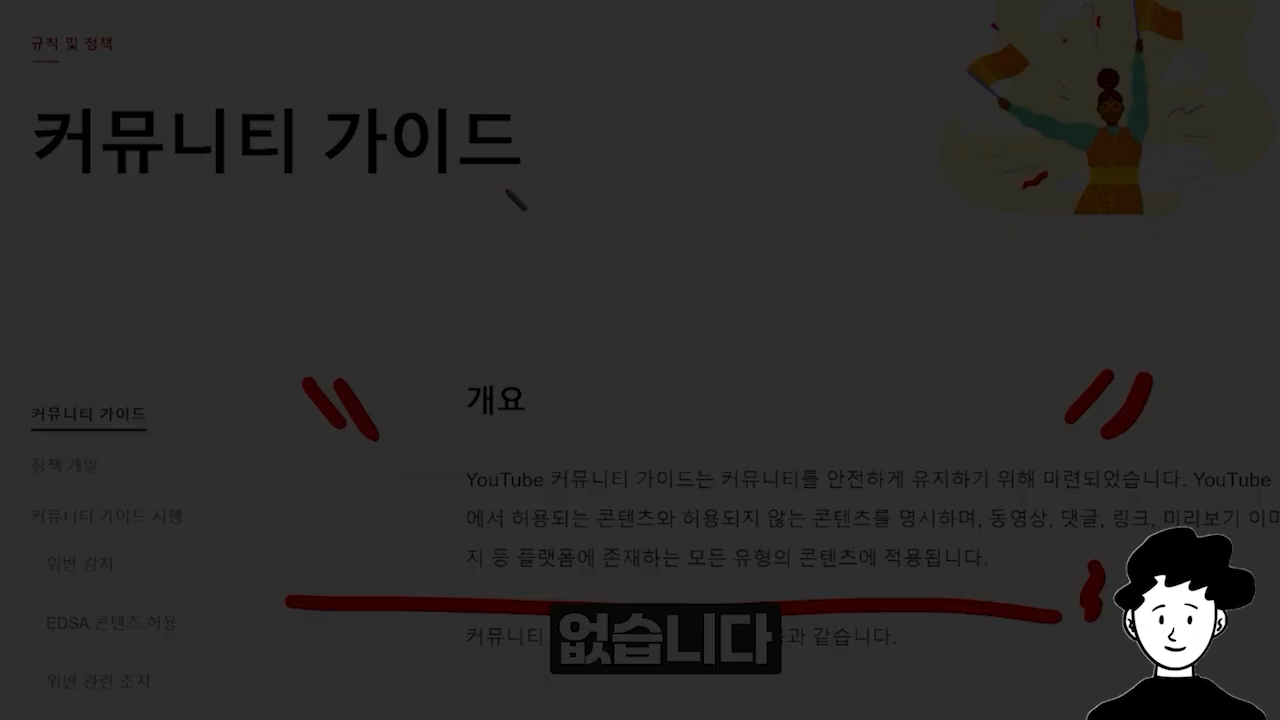 규칙 및 정책
커뮤니티 가이드
커뮤니티 가이드
정책 개발
커뮤니티 가이드 시행
위반 감지
EDSA 콘텐츠 허용
위반 관련 조치
개요
YouTube 커뮤니티 가이드는 커뮤니티를 안전하게 유지하기 위해 마련되었습니다. YouTube
에서 허용되는 콘텐츠와 허용되지 않는 콘텐츠를 명시하며, 동영상, 댓글, 링크, 미리보기 이미
지 등 플랫폼에 존재하는 모든 유형의 콘텐츠에 적용됩니다.
커뮤니티 같습니다.
없습니다